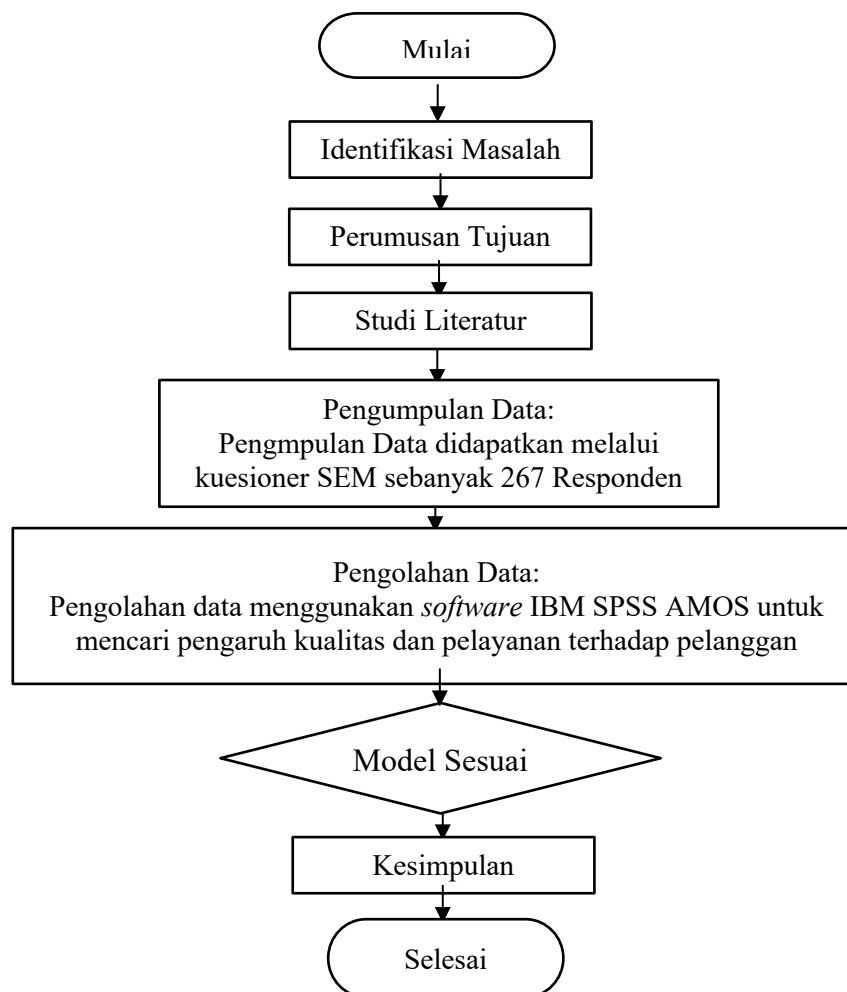 Mulai
Identifikasi Masalah
Perumusan Tujuan
Studi Literatur
Pengumpulan Data:
Pengmpulan Data didapatkan melalui
kuesioner SEM sebanyak 267 Responden
Pengolahan Data:
Pengolahan data menggunakan software IBM SPSS AMOS untuk
mencari pengaruh kualitas dan pelayanan terhadap pelanggan
Model Sesuai
Kesimpulan
Selesai